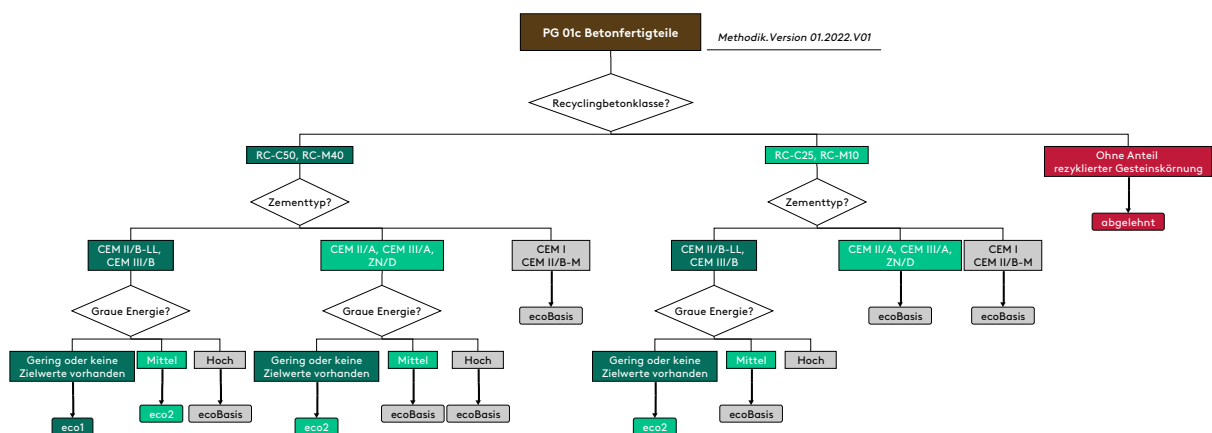 PG 01c Betonfertigteile
Methodik.Version 01.2022.V01
Recyclingbetonklasse?
RC-C50, RC-M40
RC-C25, RC-M10
Ohne Anteil
rezyklierter Gesteinskörnung
Zementtyp?
Zementtyp?
abgelehnt
CEM II/B-LL,
CEM III/B
CEM II/A, CEM III/A,
ZN/D
CEM I
CEM II/B-M
CEM II/B-LL,
CEM III/B
CEM II/A, CEM III/A,
ZN/D
CEM I
CEM II/B-M
Graue Energie?
Graue Energie?
ecoBasis
Graue Energie?
ecoBasis
ecoBasis
Gering oder keine
Zielwerte vorhanden
Mittel
Hoch
Gering oder keine
Zielwerte vorhanden
Mittel
Hoch
Gering oder keine
Zielwerte vorhanden
Mittel
Hoch
eco1
eco2
ecoBasis
eco2
ecoBasis
ecoBasis
eco2
ecoBasis